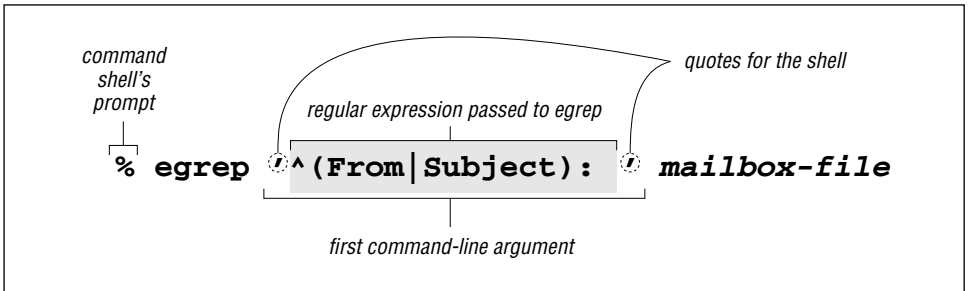 command
shell’s
prompt
quotes for the shell
regular expression passed to egrep
% egrep '^(From|Subject): ' mailbox-file
first command-line argument